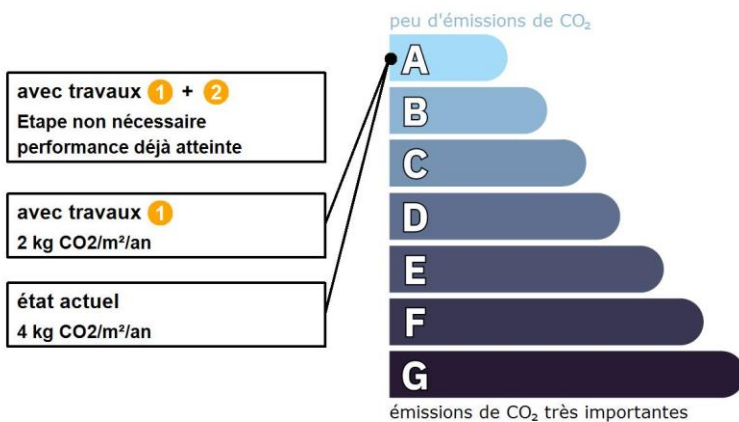 peu d'émissions de CO₂
avec travaux 1 + 2
Etape non nécessaire
performance déjà atteinte
avec travaux 1
2 kg CO2/m²/an
état actuel
4 kg CO2/m²/an
A
B
C
D
E
F
G
émissions de CO₂ très importantes